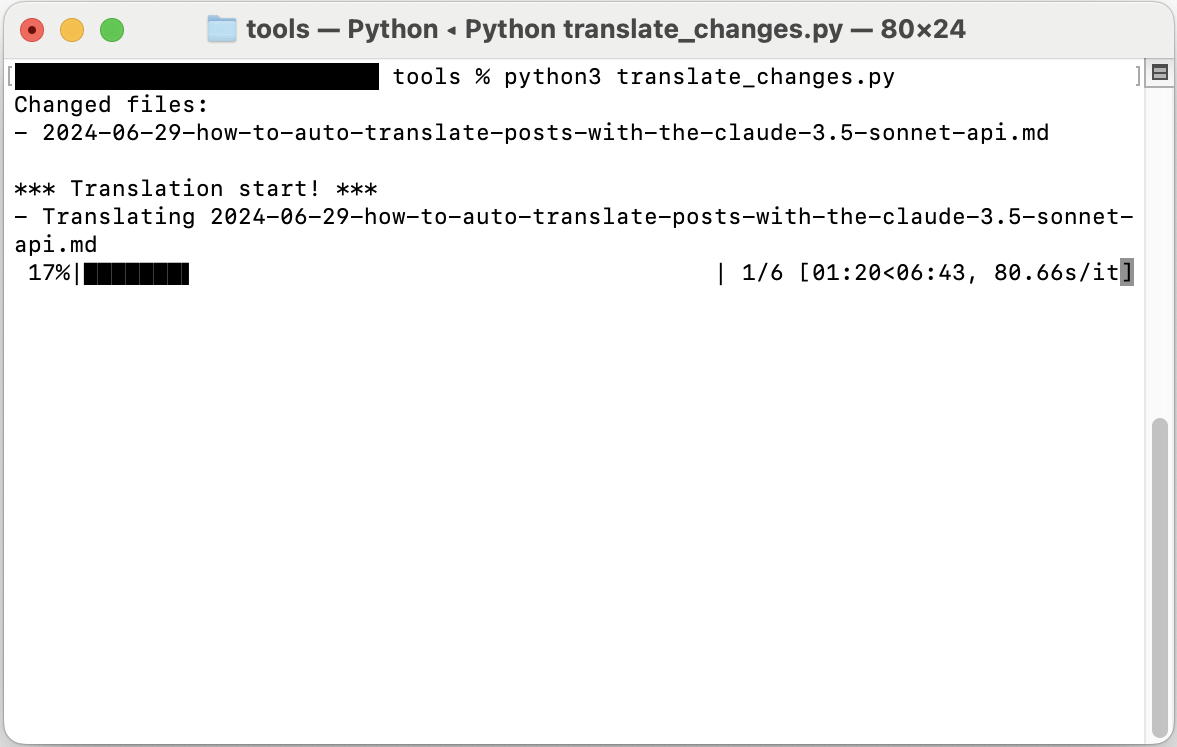 tools — Python ◂ Python translate_changes.py — 80×24
[ tools % python3 translate_changes.py ]
Changed files:
- 2024-06-29-how-to-auto-translate-posts-with-the-claude-3.5-sonnet-api.md
*** Translation start! ***
- Translating 2024-06-29-how-to-auto-translate-posts-with-the-claude-3.5-sonnet-
api.md
17%|███████▌ | 1/6 [01:20<06:43, 80.66s/it]